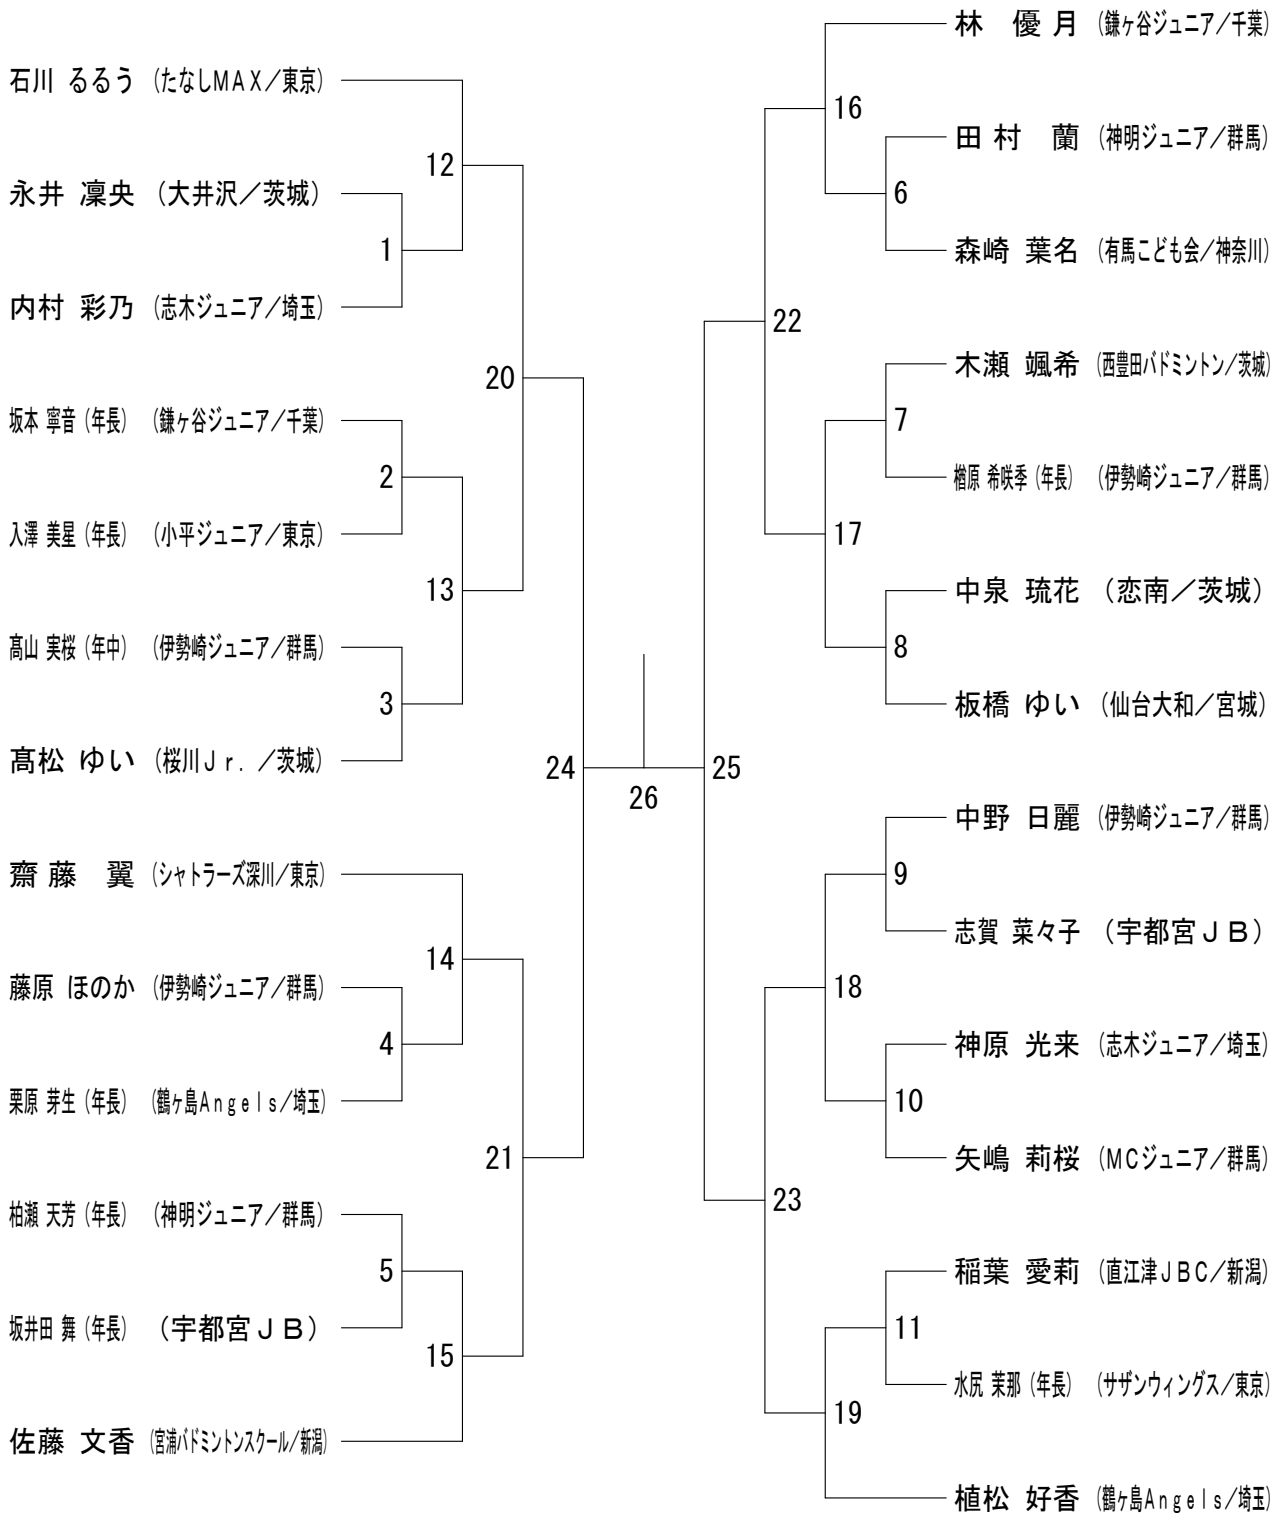 石川 るるう (たなしMAX／東京)
永井 凜央 (大井沢／茨城)
内村 彩乃 (志木ジュニア／埼玉)
坂本 寧音 (年長) (鎌ヶ谷ジュニア／千葉)
入澤 美星 (年長) (小平ジュニア／東京)
髙山 実桜 (年中) (伊勢崎ジュニア／群馬)
髙松 ゆい (桜川Ｊｒ．／茨城)
齋藤 翼 (シャトラーズ深川／東京)
藤原 ほのか (伊勢崎ジュニア／群馬)
栗原 芽生 (年長) (鶴ヶ島Ａｎｇｅｌｓ／埼玉)
柏瀬 天芳 (年長) (神明ジュニア／群馬)
坂井田 舞 (年長) (宇都宮ＪＢ)
佐藤 文香 (宮浦バドミントンスクール／新潟)
1
2
3
4
5
12
13
14
15
20
21
24
26
25
22
23
16
17
18
19
6
7
8
9
10
11
林 優月 (鎌ヶ谷ジュニア／千葉)
田村 蘭 (神明ジュニア／群馬)
森崎 葉名 (有馬こども会／神奈川)
木瀬 颯希 (西豊田バドミントン／茨城)
楢原 希咲季 (年長) (伊勢崎ジュニア／群馬)
中泉 琉花 (恋南／茨城)
板橋 ゆい (仙台大和／宮城)
中野 日麗 (伊勢崎ジュニア／群馬)
志賀 菜々子 (宇都宮ＪＢ)
神原 光来 (志木ジュニア／埼玉)
矢嶋 莉桜 (MCジュニア／群馬)
稲葉 愛莉 (直江津ＪＢＣ／新潟)
水尻 茉那 (年長) (サザンウィングス／東京)
植松 好香 (鶴ヶ島Ａｎｇｅｌｓ／埼玉)